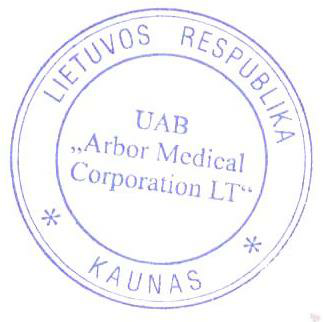 LIETUVOS RESPUBLIKA
UAB
„Arbor Medical
Corporation LT“
* KAUNAS *